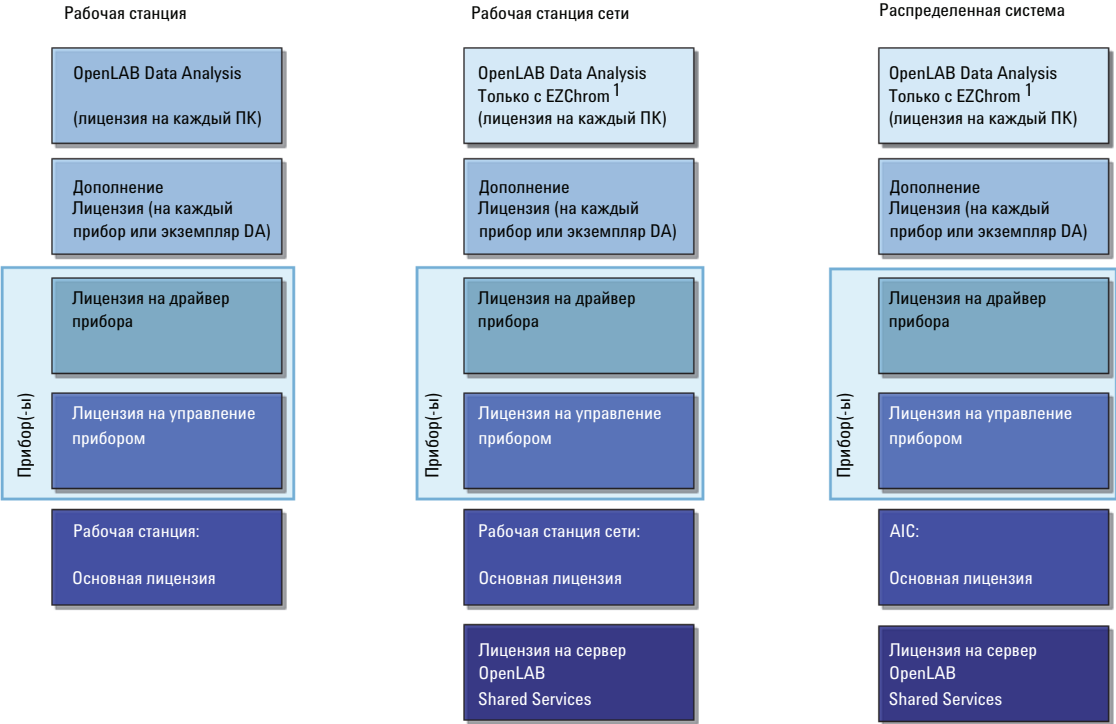 Рабочая станция
OpenLAB Data Analysis
(лицензия на каждый ПК)
Дополнение
Лицензия (на каждый
прибор или экземпляр DA)
Прибор(-ы)
Лицензия на драйвер
прибора
Лицензия на управление
прибором
Рабочая станция:
Основная лицензия
Рабочая станция сети
OpenLAB Data Analysis
Только с EZChrom 1
(лицензия на каждый ПК)
Дополнение
Лицензия (на каждый
прибор или экземпляр DA)
Прибор(-ы)
Лицензия на драйвер
прибора
Лицензия на управление
прибором
Рабочая станция сети:
Основная лицензия
Лицензия на сервер
OpenLAB
Shared Services
Распределенная система
OpenLAB Data Analysis
Только с EZChrom 1
(лицензия на каждый ПК)
Дополнение
Лицензия (на каждый
прибор или экземпляр DA)
Прибор(-ы)
Лицензия на драйвер
прибора
Лицензия на управление
прибором
AIC:
Основная лицензия
Лицензия на сервер
OpenLAB
Shared Services